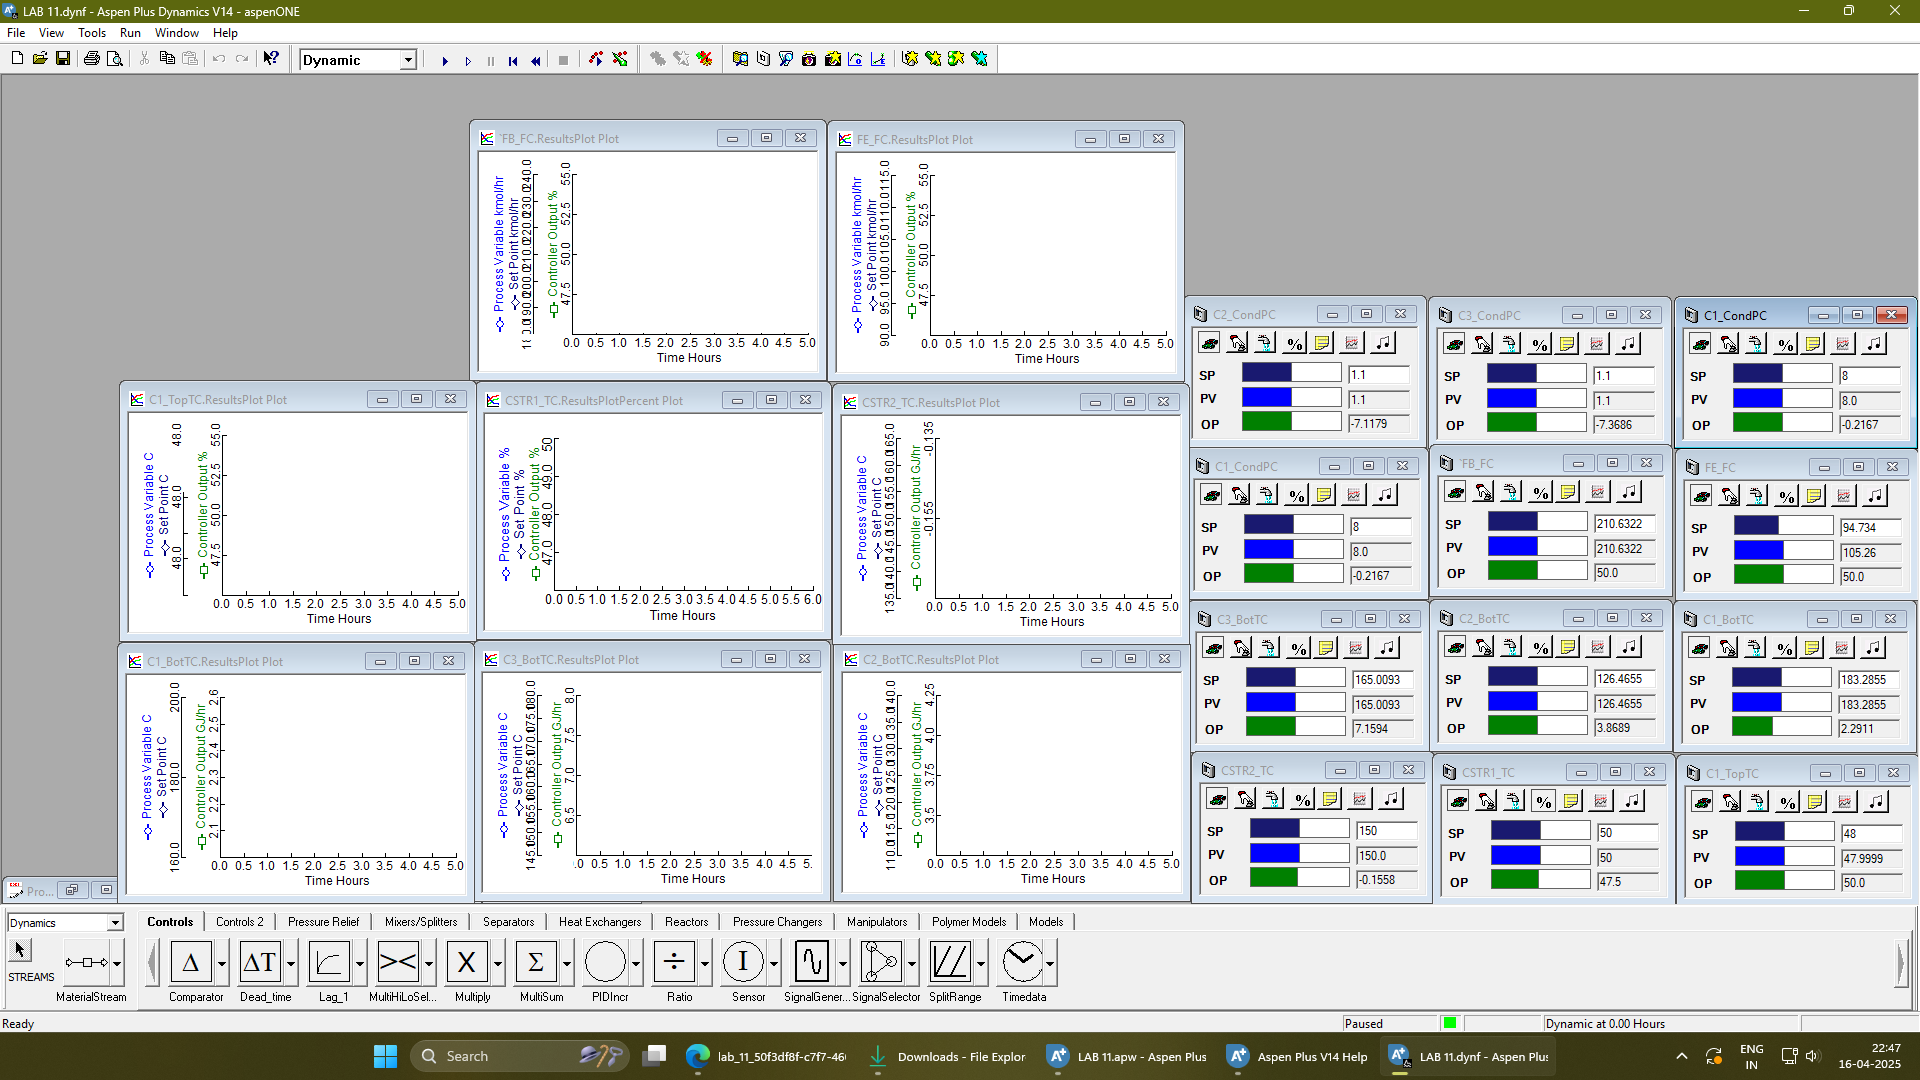 LAB 11.dynf - Aspen Plus Dynamics V14 - aspenONE
File View Tools Run Window Help
Dynamic
'FB_FC.ResultsPlot Plot
Process Variable kmol/hr
Set Point kmol/hr
190.0 200.0 210.0 220.0 230.0 240.0
Controller Output %
47.5 50.0 52.5 55.0
0.0 0.5 1.0 1.5 2.0 2.5 3.0 3.5 4.0 4.5 5.0
Time Hours
FE_FC.ResultsPlot Plot
Process Variable kmol/hr
Set Point kmol/hr
90.0 95.0 100.0 105.0 110.0 115.0
Controller Output %
47.5 50.0 52.5 55.0
0.0 0.5 1.0 1.5 2.0 2.5 3.0 3.5 4.0 4.5 5.0
Time Hours
C1_TopTC.ResultsPlot Plot
Process Variable C
Set Point C
48.0 48.0 48.0
Controller Output %
47.5 50.0 52.5 55.0
0.0 0.5 1.0 1.5 2.0 2.5 3.0 3.5 4.0 4.5 5.0
Time Hours
CSTR1_TC.ResultsPlotPercent Plot
Process Variable %
Set Point %
Controller Output %
47.0 48.0 49.0 50
0.0 0.5 1.0 1.5 2.0 2.5 3.0 3.5 4.0 4.5 5.0 5.5 6.0
Time Hours
CSTR2_TC.ResultsPlot Plot
Process Variable C
Set Point C
135.0 140.0 145.0 150.0 155.0 160.0 165.0
Controller Output GJ/hr
-0.155 -0.135
0.0 0.5 1.0 1.5 2.0 2.5 3.0 3.5 4.0 4.5 5.0
Time Hours
C1_BotTC.ResultsPlot Plot
Process Variable C
Set Point C
160.0 180.0 200.0
Controller Output GJ/hr
2.1 2.2 2.3 2.4 2.5 2.6
0.0 0.5 1.0 1.5 2.0 2.5 3.0 3.5 4.0 4.5 5.0
Time Hours
C3_BotTC.ResultsPlot Plot
Process Variable C
Set Point C
145.0 150.0 155.0 160.0 165.0 170.0 175.0 180.0
Controller Output GJ/hr
6.5 7.0 7.5 8.0
.0 0.5 1.0 1.5 2.0 2.5 3.0 3.5 4.0 4.5 5.
Time Hours
C2_BotTC.ResultsPlot Plot
Process Variable C
Set Point C
110.0 115.0 120.0 125.0 130.0 135.0 140.0
Controller Output GJ/hr
3.5 3.75 4.0 4.25
0.0 0.5 1.0 1.5 2.0 2.5 3.0 3.5 4.0 4.5 5.0
Time Hours
C2_CondPC
%
SP 1.1
PV 1.1
OP -7.1179
C3_CondPC
%
SP 1.1
PV 1.1
OP -7.3686
C1_CondPC
%
SP 8
PV 8.0
OP -0.2167
C1_CondPC
%
SP 8
PV 8.0
OP -0.2167
'FB_FC
%
SP 210.6322
PV 210.6322
OP 50.0
FE_FC
%
SP 94.734
PV 105.26
OP 50.0
C3_BotTC
%
SP 165.0093
PV 165.0093
OP 7.1594
C2_BotTC
%
SP 126.4655
PV 126.4655
OP 3.8689
C1_BotTC
%
SP 183.2855
PV 183.2855
OP 2.2911
CSTR2_TC
%
SP 150
PV 150.0
OP -0.1558
CSTR1_TC
%
SP 50
PV 50
OP 47.5
C1_TopTC
%
SP 48
PV 47.9999
OP 50.0
Pro...
Dynamics
Controls Controls 2 Pressure Relief Mixers/Splitters Separators Heat Exchangers Reactors Pressure Changers Manipulators Polymer Models Models
STREAMS
Δ ΔT >< X Σ ÷ I
MaterialStream Comparator Dead_time Lag_1 MultiHiLoSel... Multiply MultiSum PIDIncr Ratio Sensor SignalGener... SignalSelector SplitRange Timedata
Ready Paused Dynamic at 0.00 Hours
Search
lab_11_50f3df8f-c7f7-46
Downloads - File Explor
LAB 11.apw - Aspen Plus
Aspen Plus V14 Help
LAB 11.dynf - Aspen Plus
ENG
IN
22:47
16-04-2025